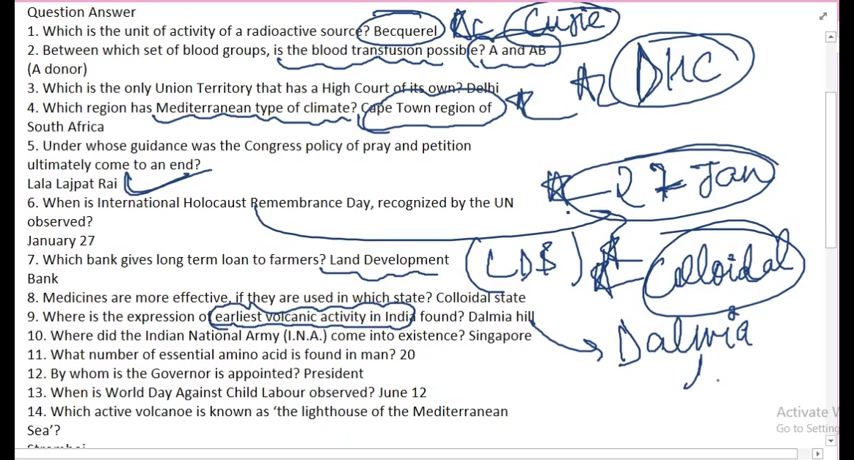 Question Answer
1. Which is the unit of activity of a radioactive source? Becquerel
Curie
2. Between which set of blood groups, is the blood transfusion possible? A and AB
(A donor)
DHC
3. Which is the only Union Territory that has a High Court of its own? Delhi
4. Which region has Mediterranean type of climate? Cape Town region of
South Africa
5. Under whose guidance was the Congress policy of pray and petition
ultimately come to an end?
Lala Lajpat Rai
27 Jan
6. When is International Holocaust Remembrance Day, recognized by the UN
observed?
January 27
7. Which bank gives long term loan to farmers? Land Development
Bank
(LDB)
Colloidal
8. Medicines are more effective, if they are used in which state? Colloidal state
9. Where is the expression of earliest volcanic activity in India found? Dalmia hill
Dalmia
10. Where did the Indian National Army (I.N.A.) come into existence? Singapore
11. What number of essential amino acid is found in man? 20
12. By whom is the Governor is appointed? President
13. When is World Day Against Child Labour observed? June 12
14. Which active volcanoe is known as 'the lighthouse of the Mediterranean
Sea'?
Activate
Go to Setting